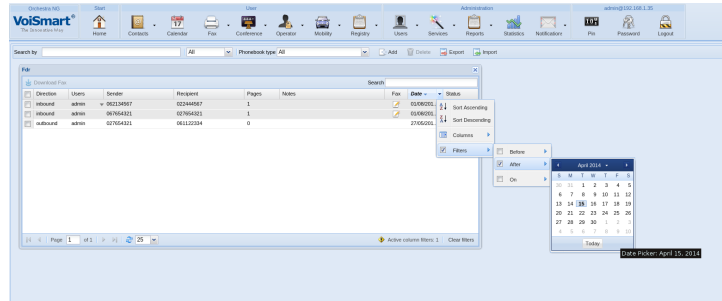 Orchestra NG Start User Administration admin@192.168.1.35
VoiSmart®
The Innovative Way
Home Contacts Calendar Fax Conference Operator Mobility Registry Users Services Reports Statistics Notifications Pin Password Logout
Search by All Phonebook type All Add Delete Export Import
Fax
Download Fax Search
Direction Users Sender Recipient Pages Notes Fax Date Status
inbound admin 062134567 022444567 1 01/08/201...
inbound admin 067654321 027654321 1 01/08/201...
outbound admin 027654321 061122334 0 27/05/201...
Sort Ascending
Sort Descending
Columns
Filters
Before
After
On
April 2014
S M T W T F S
30 31 1 2 3 4 5
6 7 8 9 10 11 12
13 14 15 16 17 18 19
20 21 22 23 24 25 26
27 28 29 30 1 2 3
4 5 6 7 8 9 10
Today
Date Picker: April 15, 2014
Page 1 of 1 25 Active column filters: 1 Clear filters